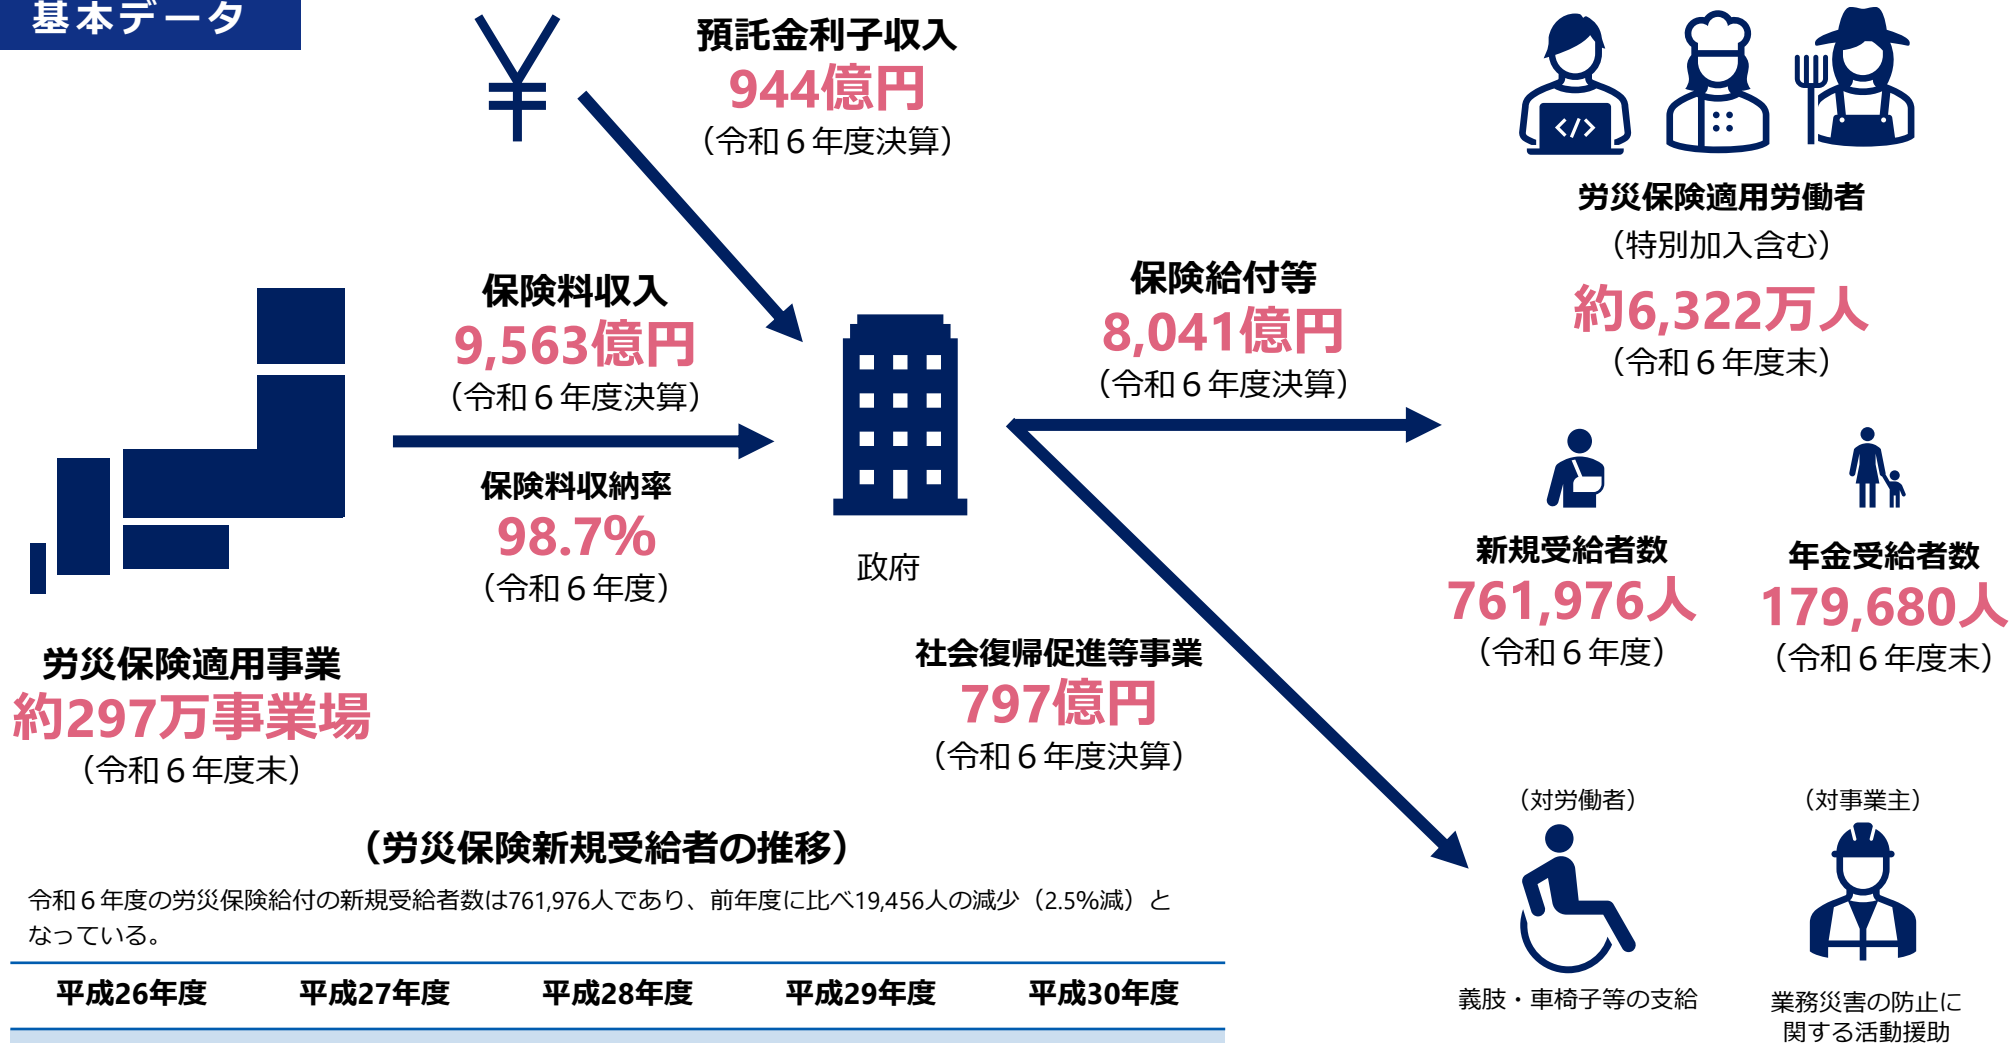 基本データ
預託金利子収入
944億円
（令和６年度決算）
労災保険適用労働者
（特別加入含む）
約6,322万人
（令和６年度末）
保険料収入
9,563億円
（令和６年度決算）
保険料収納率
98.7%
（令和６年度）
政府
保険給付等
8,041億円
（令和６年度決算）
新規受給者数
761,976人
（令和６年度）
年金受給者数
179,680人
（令和６年度末）
労災保険適用事業
約297万事業場
（令和６年度末）
社会復帰促進等事業
797億円
（令和６年度決算）
（対労働者）
義肢・車椅子等の支給
（対事業主）
業務災害の防止に
関する活動援助
（労災保険新規受給者の推移）
令和６年度の労災保険給付の新規受給者数は761,976人であり、前年度に比べ19,456人の減少（2.5%減）と
なっている。
平成26年度 平成27年度 平成28年度 平成29年度 平成30年度